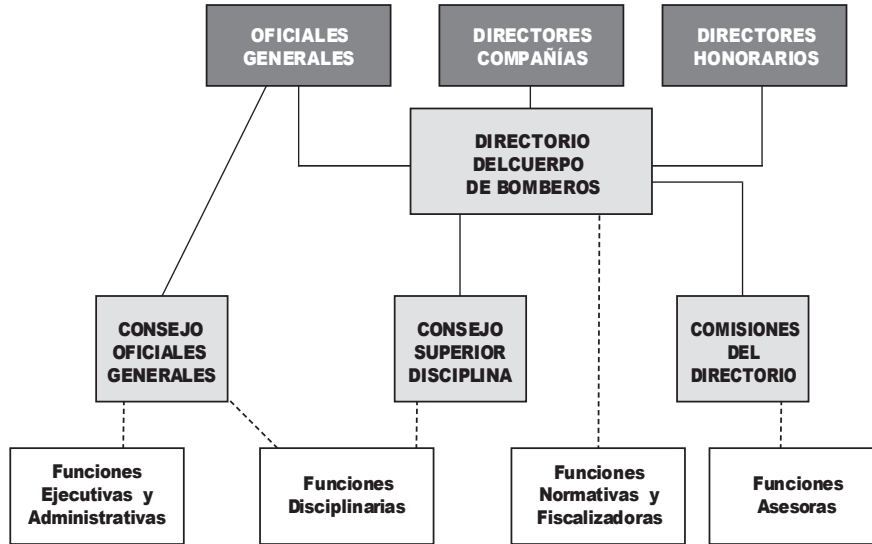 OFICIALES
GENERALES
DIRECTORES
COMPAÑÍAS
DIRECTORES
HONORARIOS
DIRECTORIO
DELCUERPO
DE BOMBEROS
CONSEJO
OFICIALES
GENERALES
CONSEJO
SUPERIOR
DISCIPLINA
COMISIONES
DEL
DIRECTORIO
Funciones
Ejecutivas y
Administrativas
Funciones
Disciplinarias
Funciones
Normativas y
Fiscalizadoras
Funciones
Asesoras